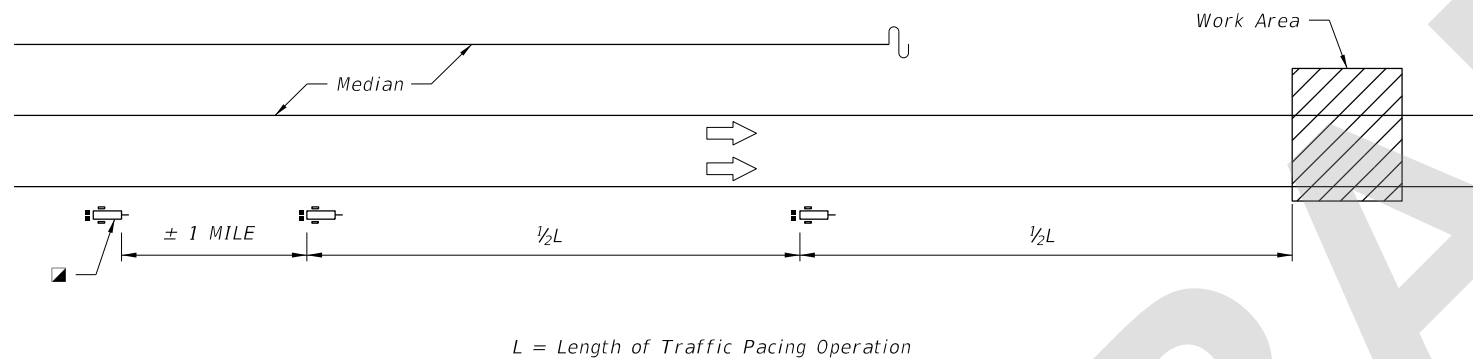 Work Area
Median
± 1 MILE
½L
½L
L = Length of Traffic Pacing Operation